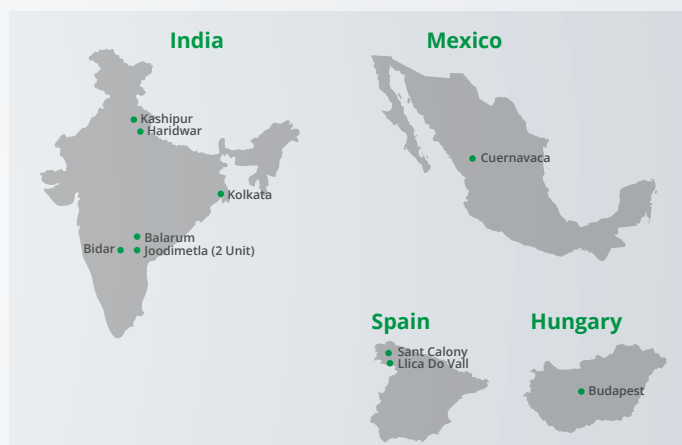 India
Kashipur
Haridwar
Kolkata
Balarum
Bidar
Joodimetla (2 Unit)
Mexico
Cuernavaca
Spain
Sant Calony
Llica Do Vall
Hungary
Budapest